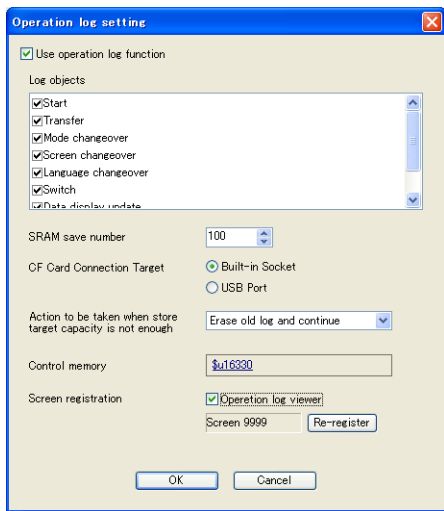 Operation log setting
Use operation log function
Log objects
Start
Transfer
Mode changeover
Screen changeover
Language changeover
Switch
Data display update
SRAM save number
100
CF Card Connection Target
Built-in Socket
USB Port
Action to be taken when store
target capacity is not enough
Erase old log and continue
Control memory
$u16330
Screen registration
Operetion log viewer
Screen 9999
Re-register
OK
Cancel